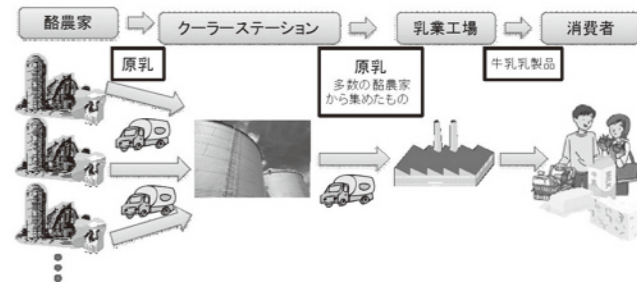 酪農家
クーラーステーション
乳業工場
消費者
原乳
原乳
多数の酪農家
から集めたもの
牛乳乳製品